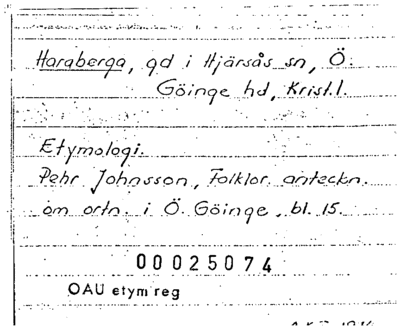 Haraberga, gd i Hjärsås sn, Ö.
Göinge hd, Krist.l.
Etymologi.
Pehr Johnsson, Folklor. anteckn.
om ortn. i Ö. Göinge, bl. 15.
00025074
OAU etym reg